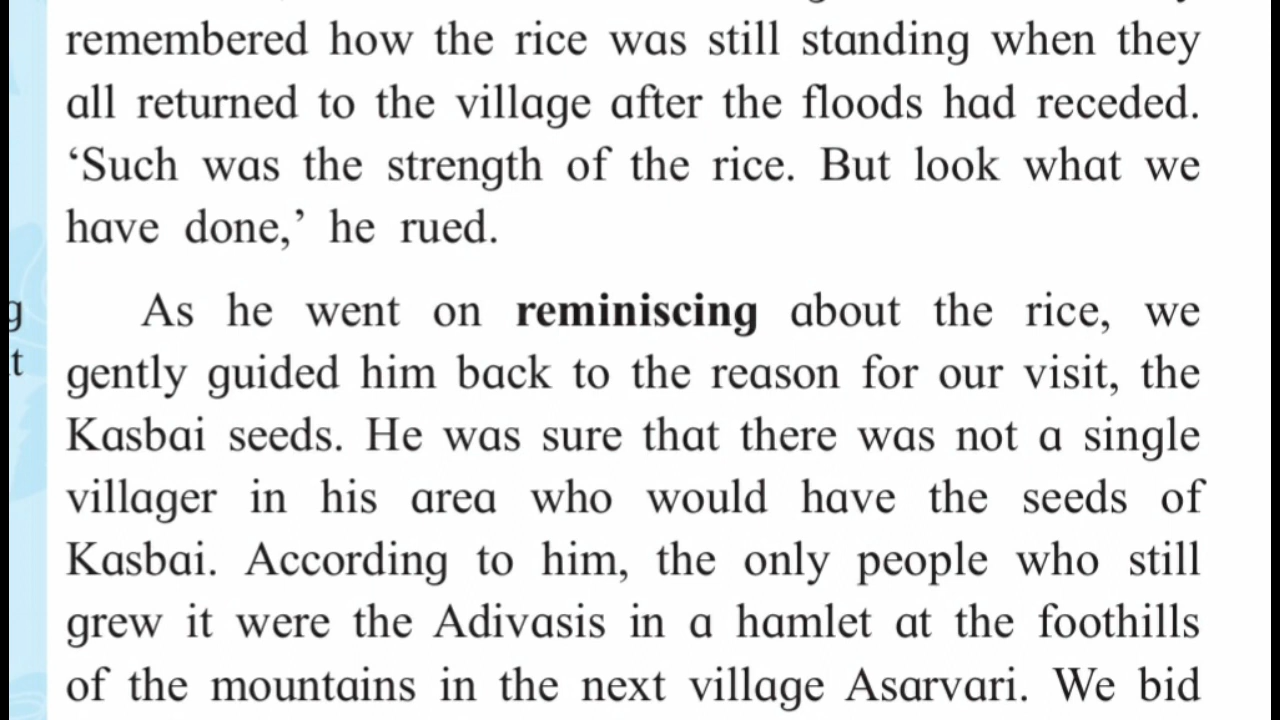 remembered how the rice was still standing when they
all returned to the village after the floods had receded.
‘Such was the strength of the rice. But look what we
have done,’ he rued.
As he went on reminiscing about the rice, we
gently guided him back to the reason for our visit, the
Kasbai seeds. He was sure that there was not a single
villager in his area who would have the seeds of
Kasbai. According to him, the only people who still
grew it were the Adivasis in a hamlet at the foothills
of the mountains in the next village Asarvari. We bid